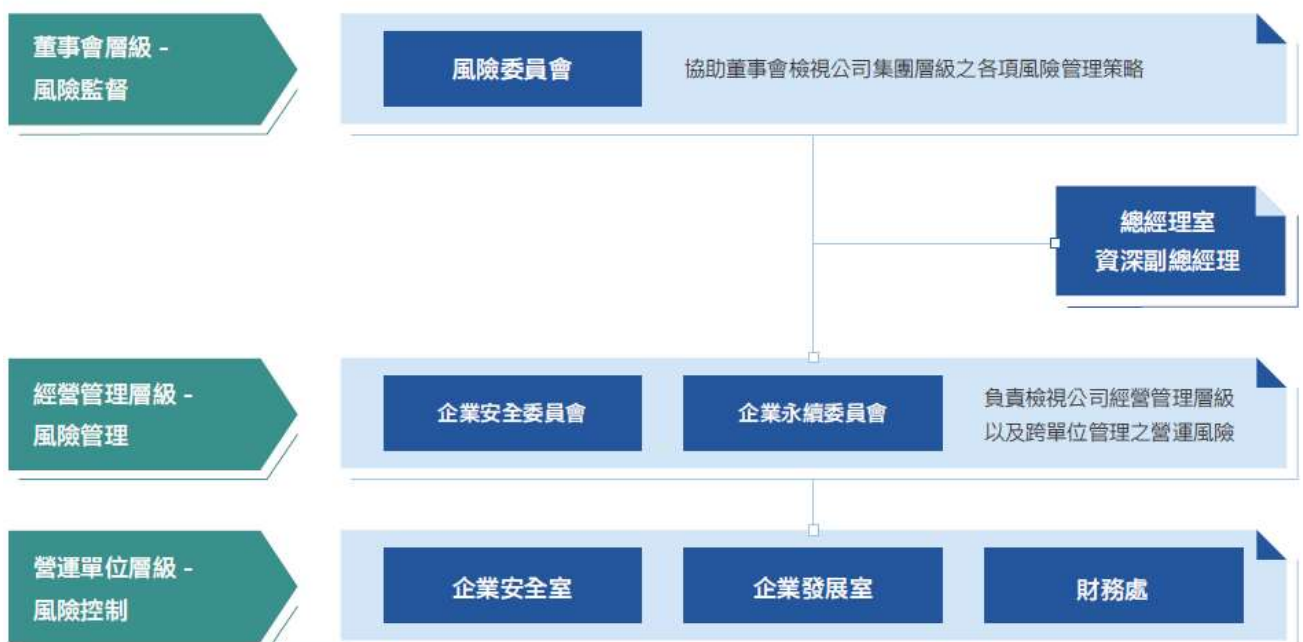 董事會層級 -
風險監督
風險委員會
協助董事會檢視公司集團層級之各項風險管理策略
總經理室
資深副總經理
經營管理層級 -
風險管理
企業安全委員會
企業永續委員會
負責檢視公司經營管理層級
以及跨單位管理之營運風險
營運單位層級 -
風險控制
企業安全室
企業發展室
財務處